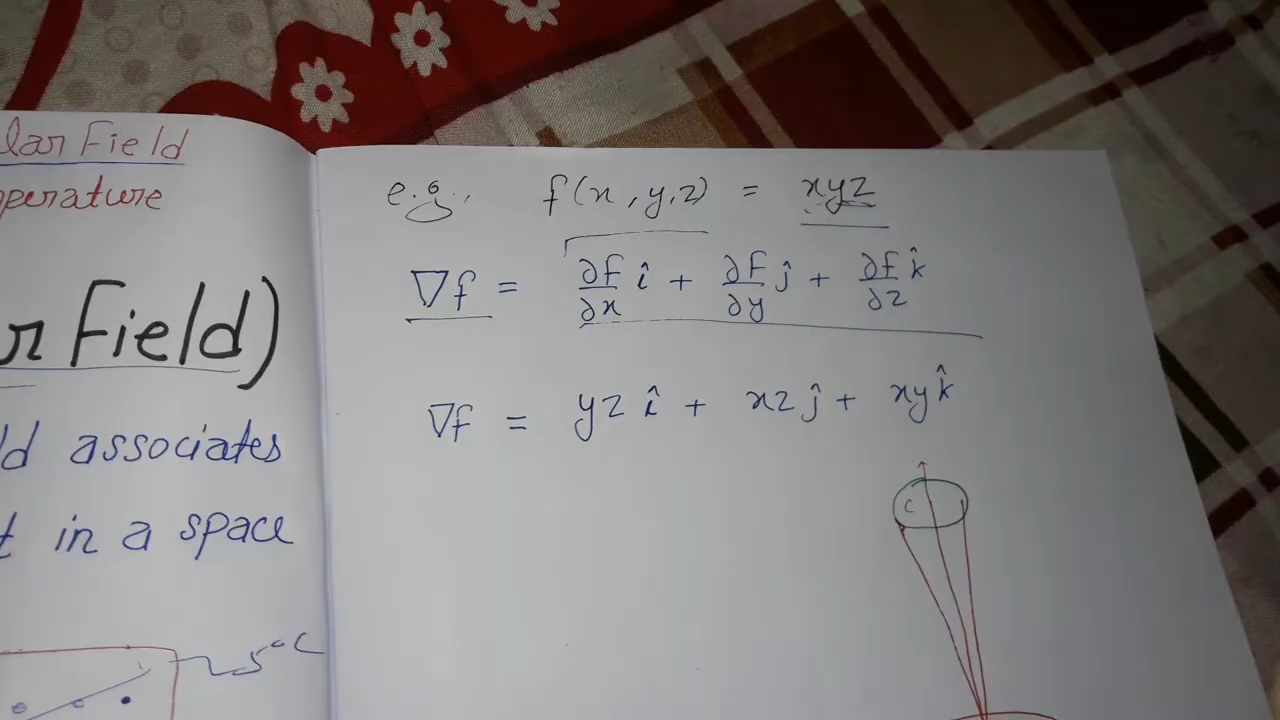 lar Field
perature
r Field)
ld associates
t in a space
5°C
e.g. f(x, y, z) = xyz
∇f = ∂f/∂x î + ∂f/∂y ĵ + ∂f/∂z k̂
∇f = yz î + xz ĵ + xy k̂
C